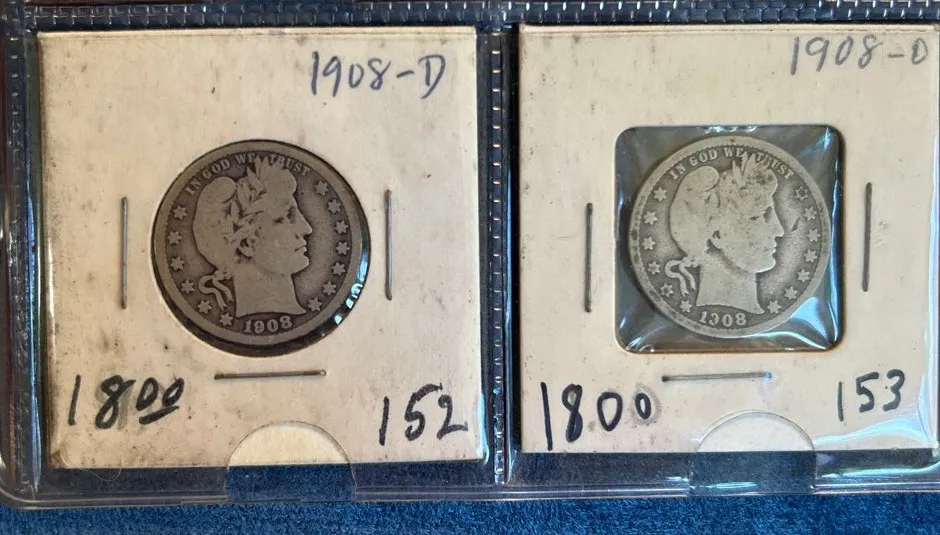 1908-D
IN GOD WE TRUST
1908
1800
152
1908-O
IN GOD WE TRUST
1908
1800
153